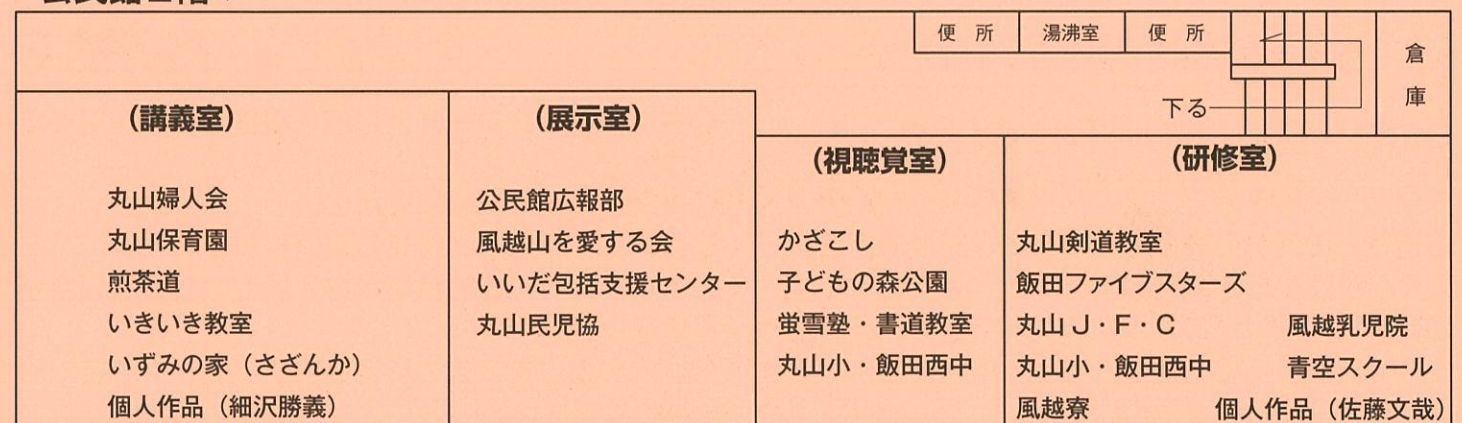 便所
湯沸室
便所
倉庫
下る
(講義室)
丸山婦人会
丸山保育園
煎茶道
いきいき教室
いずみの家（さざんか）
個人作品（細沢勝義）
(展示室)
公民館広報部
風越山を愛する会
いいだ包括支援センター
丸山民児協
(視聴覚室)
かざこし
子どもの森公園
蛍雪塾・書道教室
丸山小・飯田西中
(研修室)
丸山剣道教室
飯田ファイブスターズ
丸山J・F・C　風越乳児院
丸山小・飯田西中　青空スクール
風越寮　個人作品（佐藤文哉）